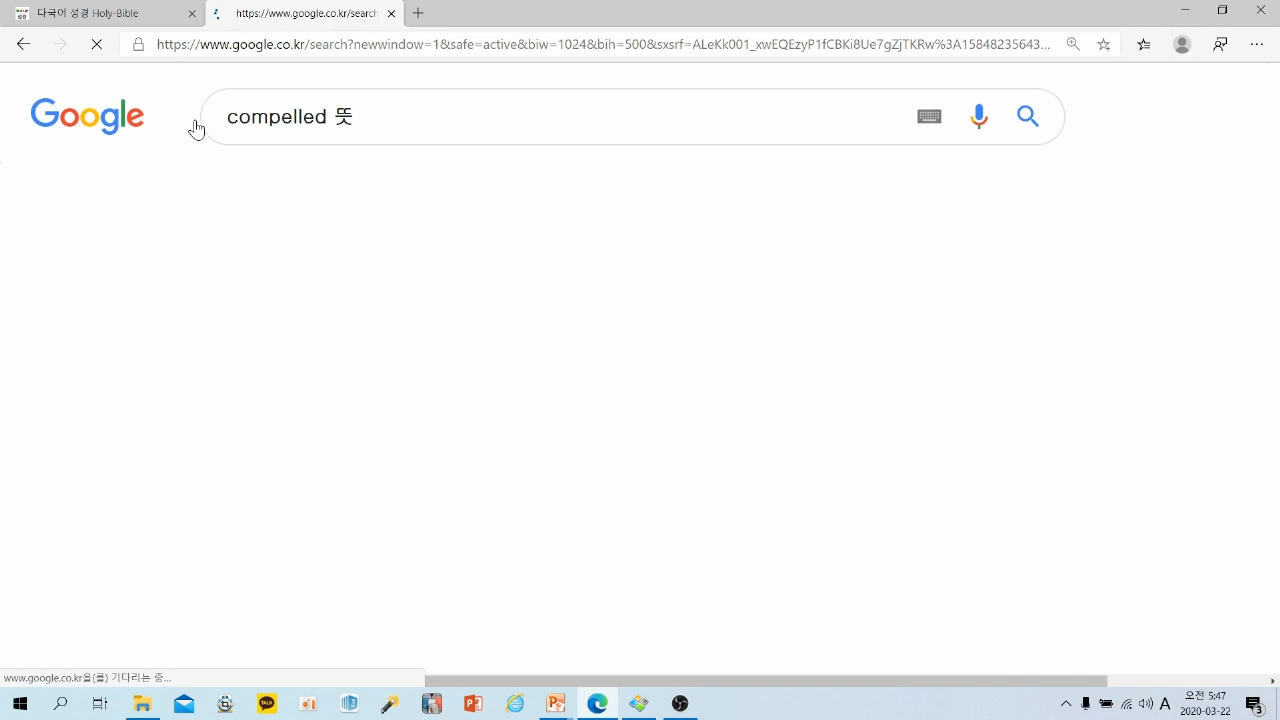 다국어 성경 Holy-Bible
https://www.google.co.kr/search
https://www.google.co.kr/search?newwindow=1&safe=active&biw=1024&bih=500&sxsrf=ALeKk001_xwEQEzyP1fCBKi8Ue7gZjTKRw%3A15848235643...
Google
compelled 뜻
www.google.co.kr을(를) 기다리는 중...
TALK
A
오전 5:47
2020-03-22
3